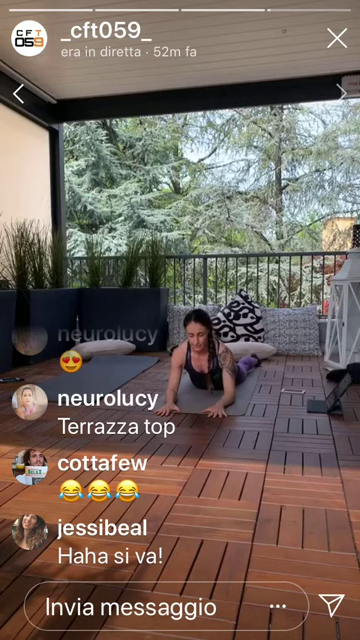 CFT
059
_cft059_
era in diretta · 52m fa
neurolucy
😍
neurolucy
Terrazza top
cottafew
😂😂😂
jessibeal
Haha si va!
Invia messaggio